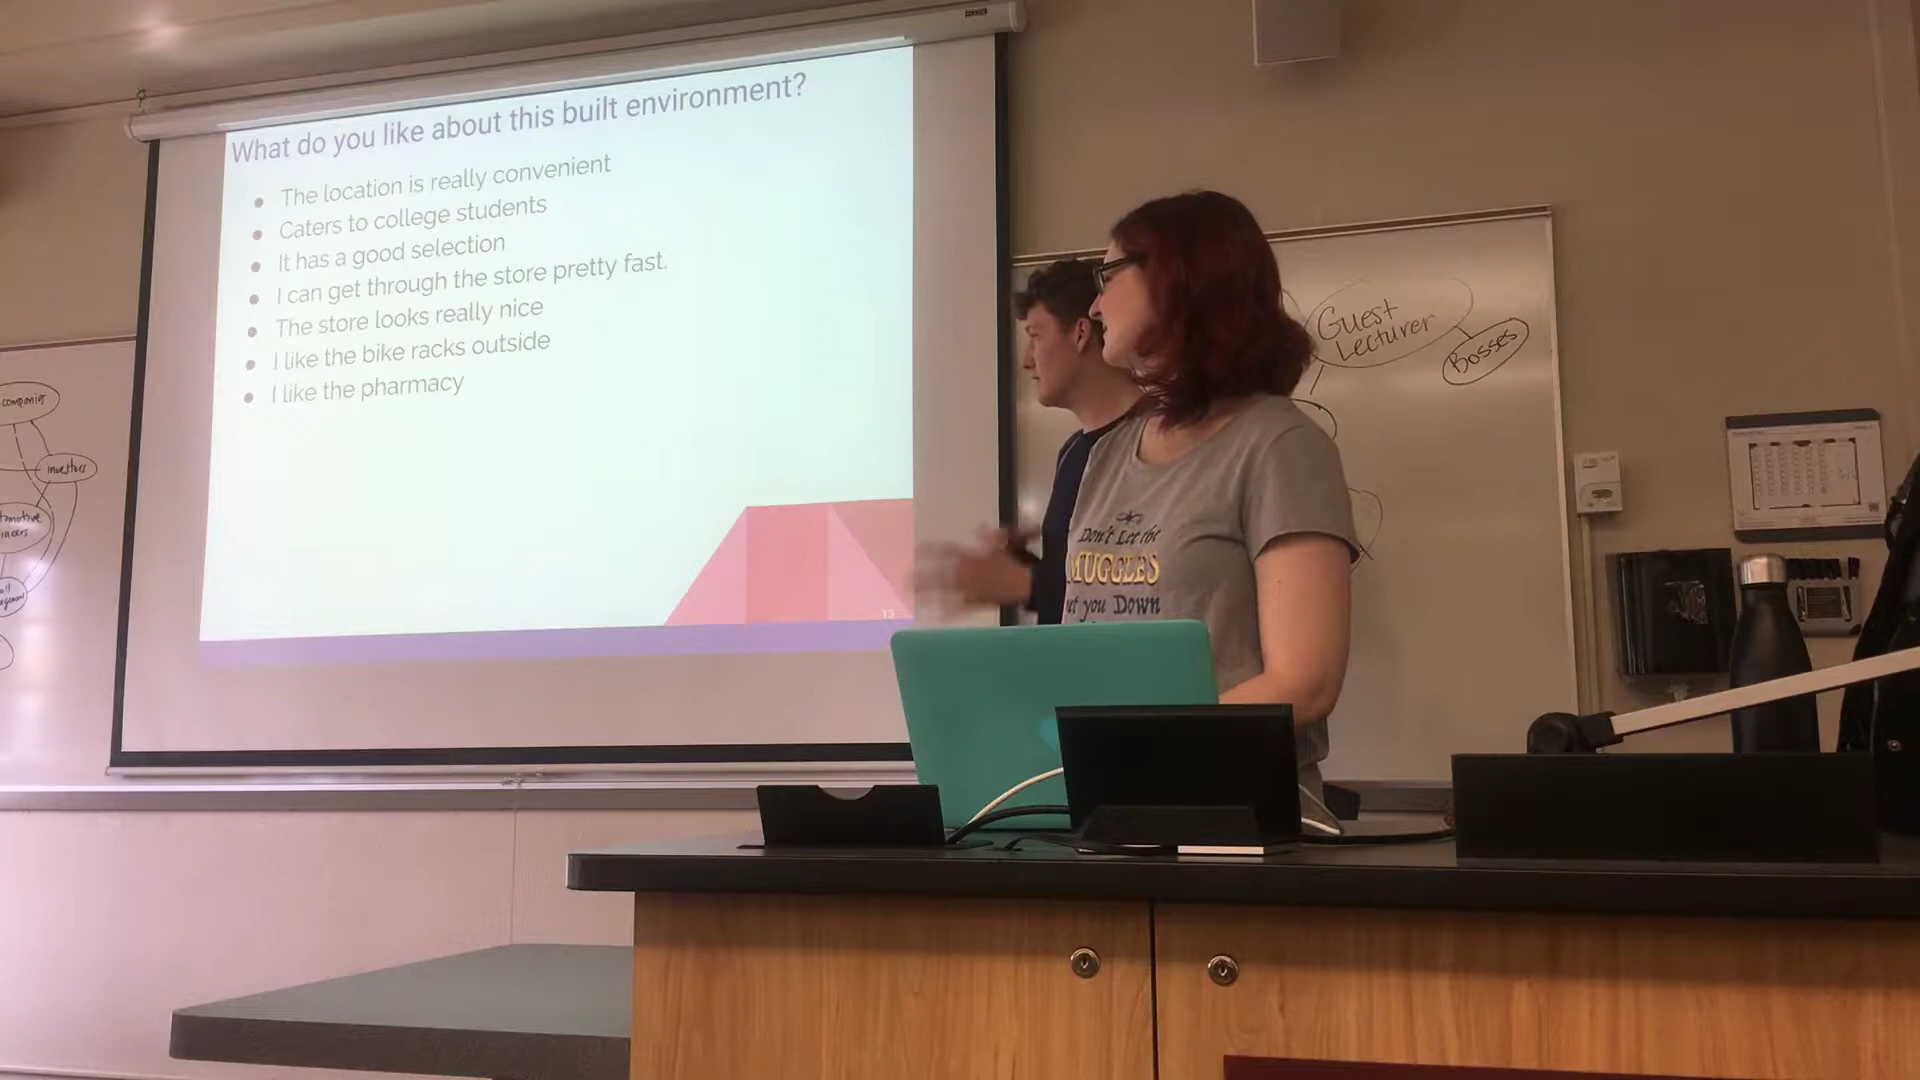 What do you like about this built environment?
The location is really convenient
Caters to college students
It has a good selection
I can get through the store pretty fast.
The store looks really nice
I like the bike racks outside
I like the pharmacy
13
companies
investors
Guest
Lecturer
Bosses
Don't Let the
MUGGLES
you Down